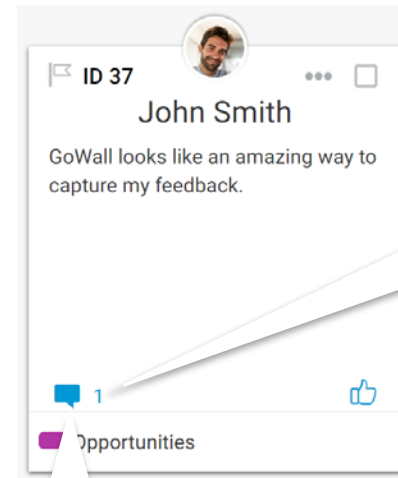 ID 37
John Smith
GoWall looks like an amazing way to
capture my feedback.
1
Opportunities